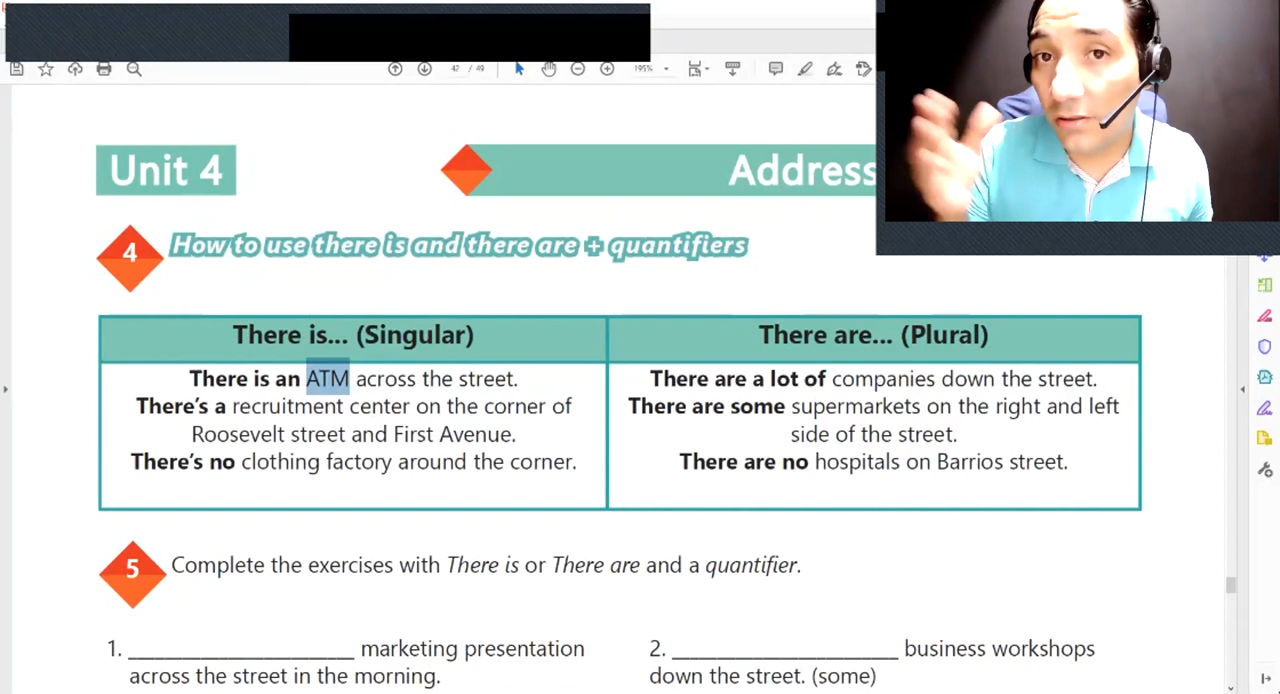 42 / 49
195%
Unit 4
Address
4
How to use there is and there are + quantifiers
There is... (Singular)
There are... (Plural)
There is an ATM across the street.
There's a recruitment center on the corner of
Roosevelt street and First Avenue.
There's no clothing factory around the corner.
There are a lot of companies down the street.
There are some supermarkets on the right and left
side of the street.
There are no hospitals on Barrios street.
5
Complete the exercises with There is or There are and a quantifier.
1. ____________________ marketing presentation
across the street in the morning.
2. ____________________ business workshops
down the street. (some)